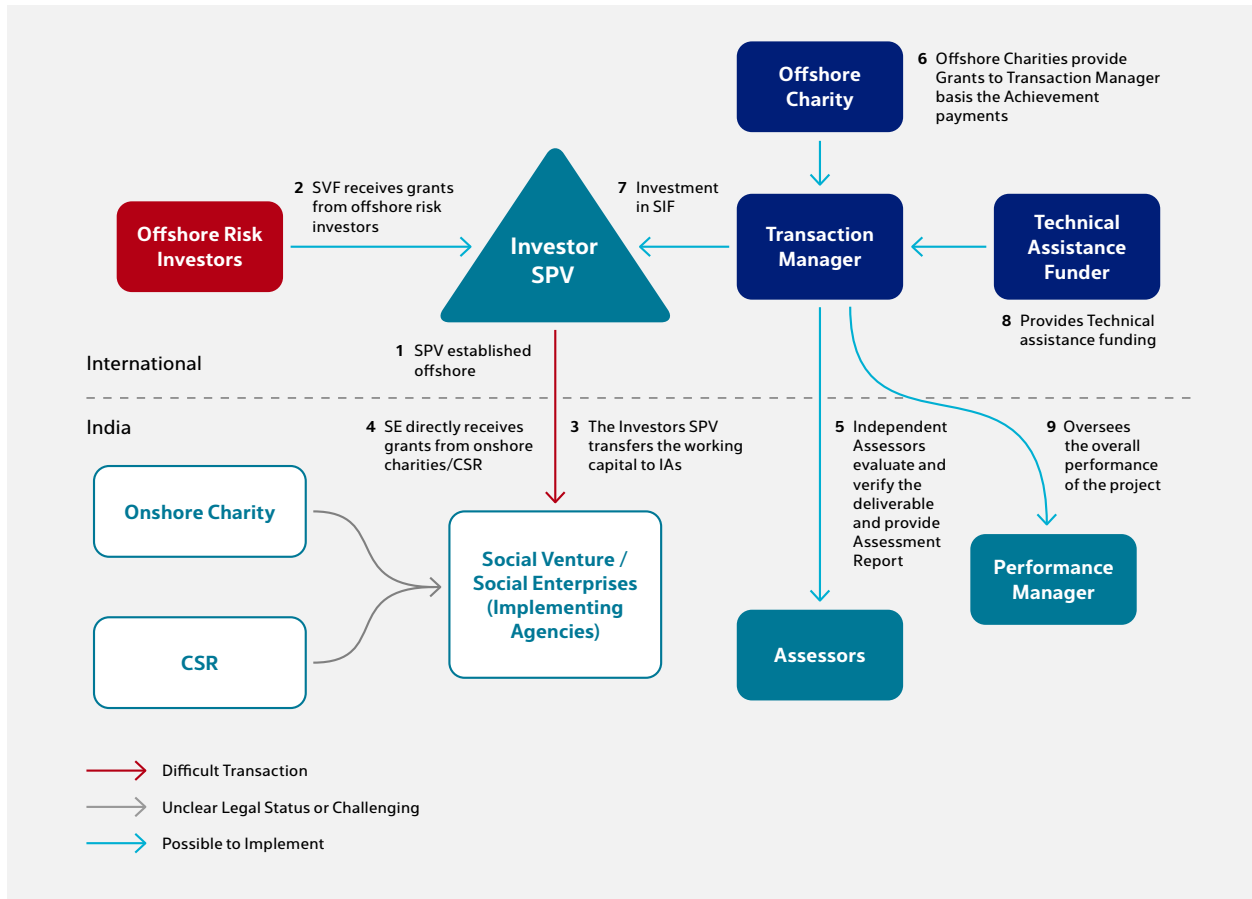 Offshore
Charity
6 Offshore Charities provide
Grants to Transaction Manager
basis the Achievement
payments
2 SVF receives grants
from offshore risk
investors
7 Investment
in SIF
Offshore Risk
Investors
Investor
SPV
Transaction
Manager
Technical
Assistance
Funder
8 Provides Technical
assistance funding
1 SPV established
offshore
International
India
4 SE directly receives
grants from onshore
charities/CSR
3 The Investors SPV
transfers the working
capital to IAs
5 Independent
Assessors
evaluate and
verify the
deliverable
and provide
Assessment
Report
9 Oversees
the overall
performance
of the project
Onshore Charity
Social Venture /
Social Enterprises
(Implementing
Agencies)
Performance
Manager
CSR
Assessors
Difficult Transaction
Unclear Legal Status or Challenging
Possible to Implement